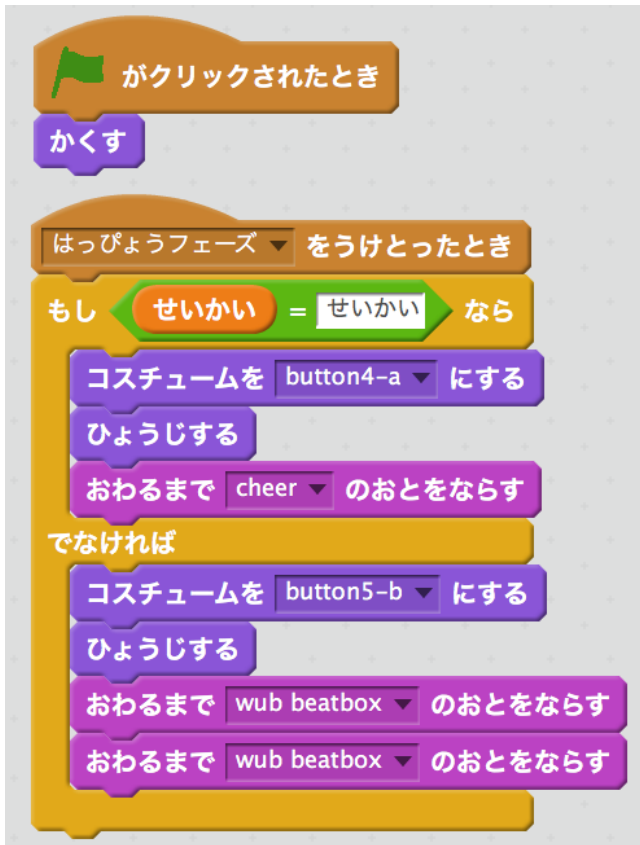 がクリックされたとき
かくす
はっぴょうフェーズ をうけとったとき
もし せいかい = せいかい なら
コスチュームを button4-a にする
ひょうじする
おわるまで cheer のおとをならす
でなければ
コスチュームを button5-b にする
ひょうじする
おわるまで wub beatbox のおとをならす
おわるまで wub beatbox のおとをならす